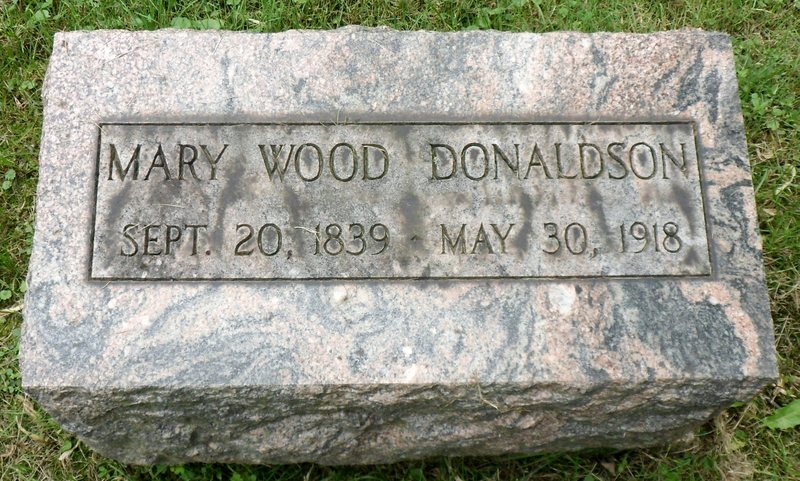 MARY WOOD DONALDSON
SEPT. 20, 1839 · MAY 30, 1918